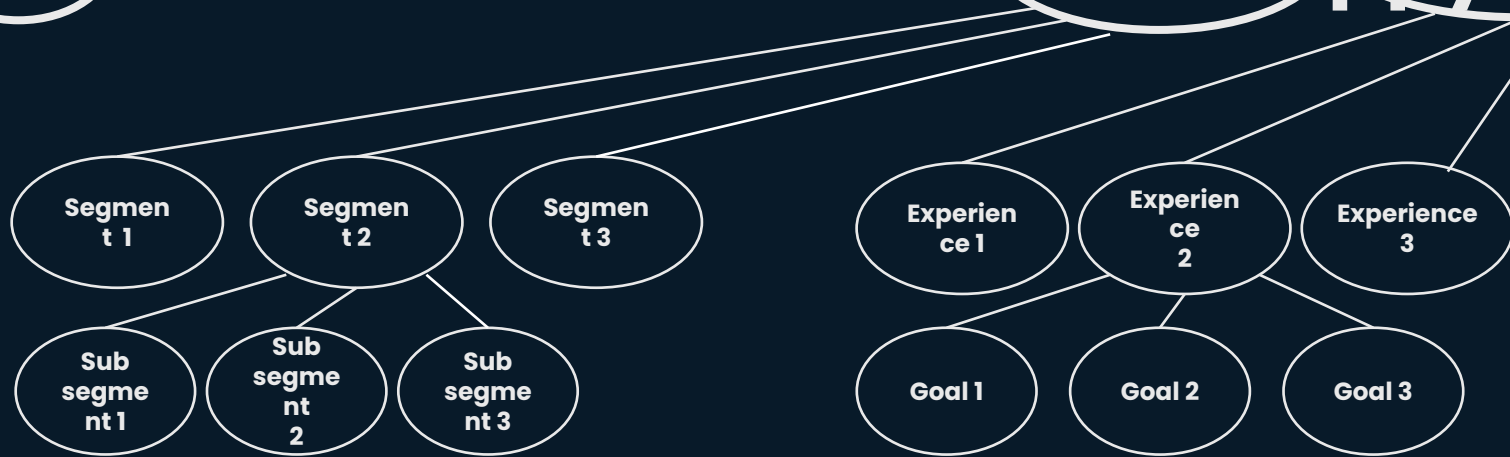 Segmen
t 1
Segmen
t 2
Segmen
t 3
Experien
ce 1
Experien
ce
2
Experience
3
Sub
segme
nt 1
Sub
segme
nt
2
Sub
segme
nt 3
Goal 1
Goal 2
Goal 3